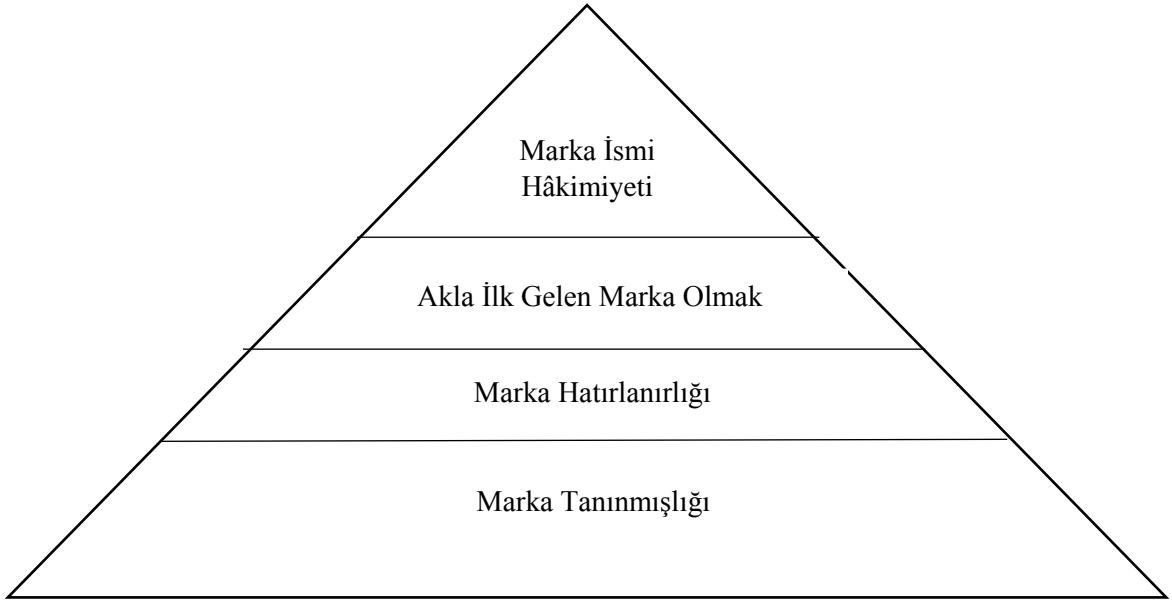 Marka İsmi
Hâkimiyeti
Akla İlk Gelen Marka Olmak
Marka Hatırlanırlığı
Marka Tanınmışlığı